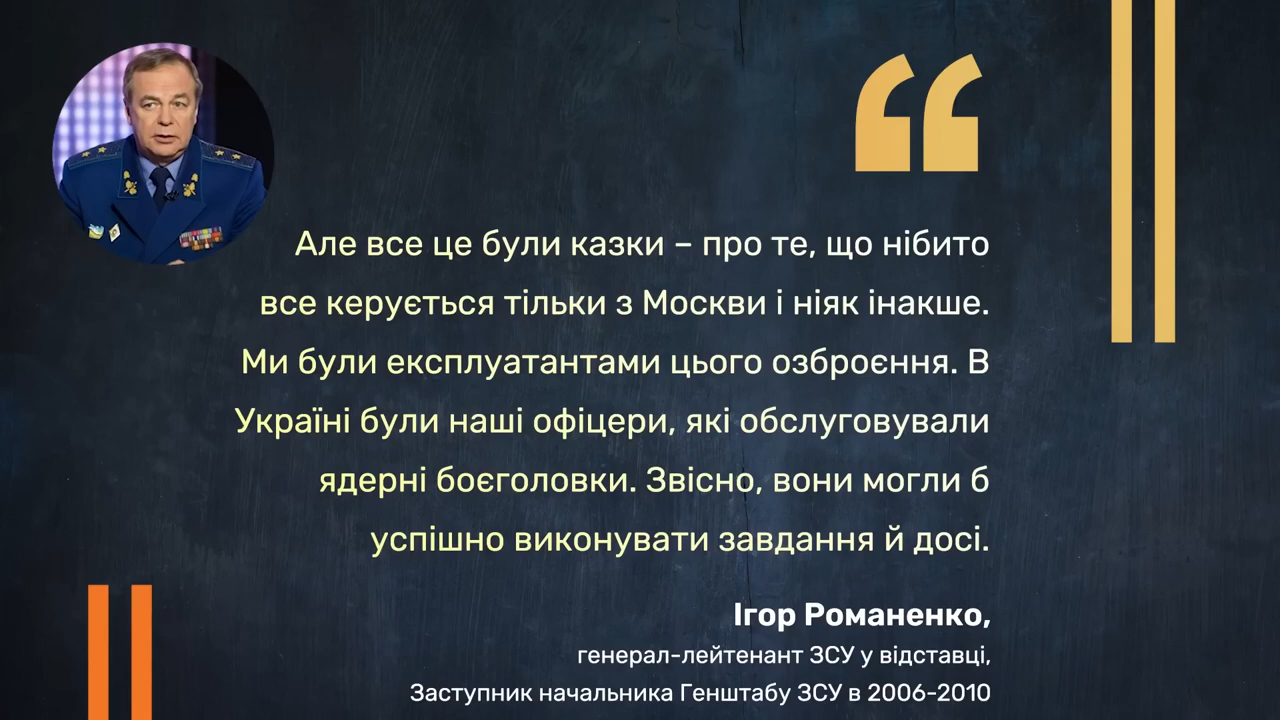 Але все це були казки – про те, що нібито
все керується тільки з Москви і ніяк інакше.
Ми були експлуатантами цього озброєння. В
Україні були наші офіцери, які обслуговували
ядерні боєголовки. Звісно, вони могли б
успішно виконувати завдання й досі.
Ігор Романенко,
генерал-лейтенант ЗСУ у відставці,
Заступник начальника Генштабу ЗСУ в 2006-2010